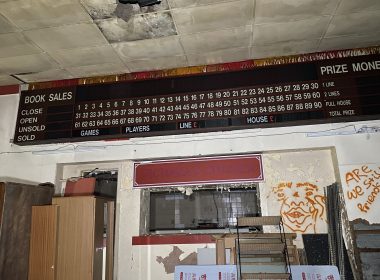 BOOK SALES
CLOSE
OPEN
UNSOLD
SOLD
1 2 3 4 5 6 7 8 9 10 11 12 13 14 15 16 17 18 19 20 21 22 23 24 25 26 27 28 29 30
31 32 33 34 35 36 37 38 39 40 41 42 43 44 45 46 47 48 49 50 51 52 53 54 55 56 57 58 59 60
61 62 63 64 65 66 67 68 69 70 71 72 73 74 75 76 77 78 79 80 81 82 83 84 85 86 87 88 89 90
GAMES PLAYERS LINE £ HOUSE £
PRIZE MONEY
1 LINE
2 LINES
FULL HOUSE
TOTAL PRIZE
ARE
WE